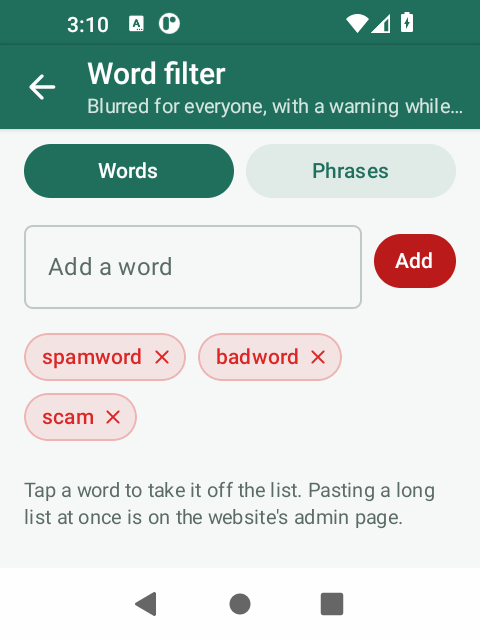 3:10
Word filter
Blurred for everyone, with a warning while...
Words
Phrases
Add a word
Add
spamword
badword
scam
Tap a word to take it off the list. Pasting a long
list at once is on the website's admin page.